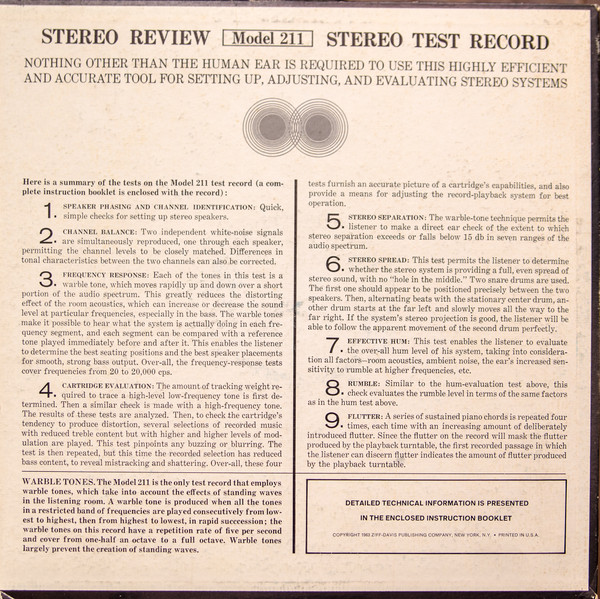 STEREO REVIEW Model 211 STEREO TEST RECORD
NOTHING OTHER THAN THE HUMAN EAR IS REQUIRED TO USE THIS HIGHLY EFFICIENT
AND ACCURATE TOOL FOR SETTING UP, ADJUSTING, AND EVALUATING STEREO SYSTEMS
Here is a summary of the tests on the Model 211 test record (a com-
plete instruction booklet is enclosed with the record) :
1. SPEAKER PHASING AND CHANNEL IDENTIFICATION: Quick,
simple checks for setting up stereo speakers.
2. CHANNEL BALANCE: Two independent white-noise signals
are simultaneously reproduced, one through each speaker,
permitting the channel levels to be closely matched. Differences in
tonal characteristics between the two channels can also be corrected.
3. FREQUENCY RESPONSE: Each of the tones in this test is a
warble tone, which moves rapidly up and down over a short
portion of the audio spectrum. This greatly reduces the distorting
effect of the room acoustics, which can increase or decrease the sound
level at particular frequencies, especially in the bass. The warble tones
make it possible to hear what the system is actually doing in each fre-
quency segment, and each segment can be compared with a reference
tone played immediately before and after it. This enables the listener
to determine the best seating positions and the best speaker placements
for smooth, strong bass output. Over-all, the frequency-response tests
cover frequencies from 20 to 20,000 cps.
4. CARTRIDGE EVALUATION: The amount of tracking weight re-
quired to trace a high-level low-frequency tone is first de-
termined. Then a similar check is made with a high-frequency tone.
The results of these tests are analyzed. Then, to check the cartridge's
tendency to produce distortion, several selections of recorded music
with reduced treble content but with higher and higher levels of mod-
ulation are played. This test pinpoints any buzzing or blurring. The
test is then repeated, but this time the recorded selection has reduced
bass content, to reveal mistracking and shattering. Over-all, these four
tests furnish an accurate picture of a cartridge's capabilities, and also
provide a means for adjusting the record-playback system for best
operation.
5. STEREO SEPARATION: The warble-tone technique permits the
listener to make a direct ear check of the extent to which
stereo separation exceeds or falls below 15 db in seven ranges of the
audio spectrum.
6. STEREO SPREAD: This test permits the listener to determine
whether the stereo system is providing a full, even spread of
stereo sound, with no "hole in the middle." Two snare drums are used.
The first one should appear to be positioned precisely between the two
speakers. Then, alternating beats with the stationary center drum, an-
other drum starts at the far left and slowly moves all the way to the
far right. If the system's stereo projection is good, the listener will be
able to follow the apparent movement of the second drum perfectly.
7. EFFECTIVE HUM: This test enables the listener to evaluate
the over-all hum level of his system, taking into considera-
tion all factors—room acoustics, ambient noise, the ear's increased sen-
sitivity to rumble at higher frequencies, etc.
8. RUMBLE: Similar to the hum-evaluation test above, this
check evaluates the rumble level in terms of the same factors
as in the hum test above.
9. FLUTTER: A series of sustained piano chords is repeated four
times, each time with an increasing amount of deliberately
introduced flutter. Since the flutter on the record will mask the flutter
produced by the playback turntable, the first recorded passage in which
the listener can discern flutter indicates the amount of flutter produced
by the playback turntable.
WARBLE TONES. The Model 211 is the only test record that employs
warble tones, which take into account the effects of standing waves
in the listening room. A warble tone is produced when all the tones
in a restricted band of frequencies are played consecutively from low-
est to highest, then from highest to lowest, in rapid succession; the
warble tones on this record have a repetition rate of five per second
and cover from one-half an octave to a full octave. Warble tones
largely prevent the creation of standing waves.
DETAILED TECHNICAL INFORMATION IS PRESENTED
IN THE ENCLOSED INSTRUCTION BOOKLET
COPYRIGHT 1963 ZIFF-DAVIS PUBLISHING COMPANY, NEW YORK, N.Y. • PRINTED IN U.S.A.